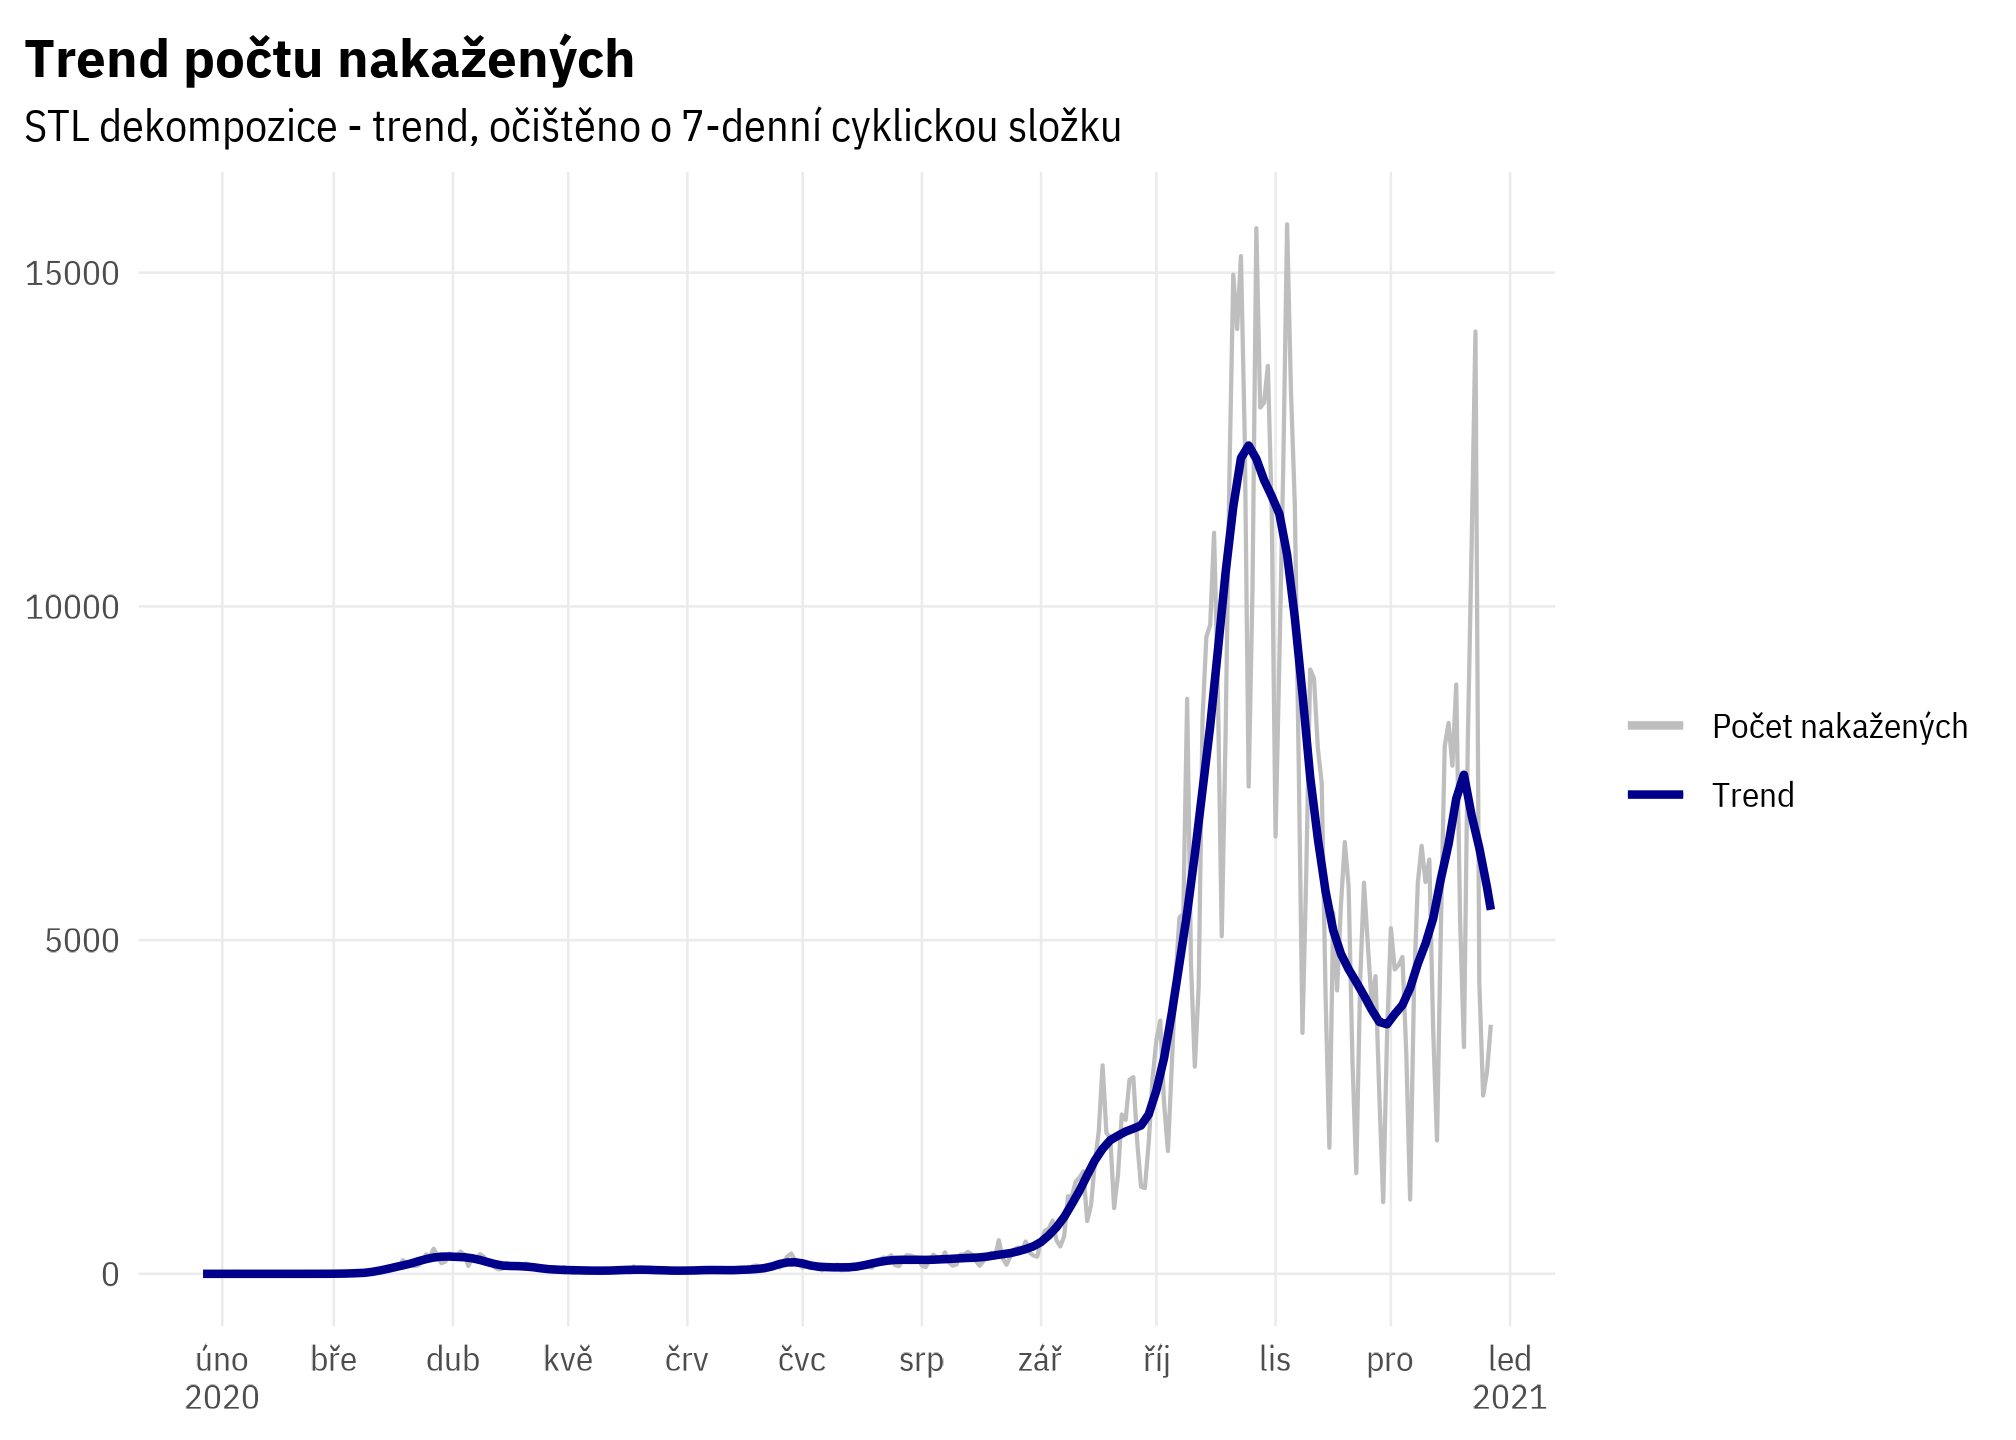 Trend počtu nakažených
STL dekompozice - trend, očištěno o 7-denní cyklickou složku
15000
10000
5000
0
úno bře dub kvě črv čvc srp zář říj lis pro led
2020 2021
Počet nakažených
Trend